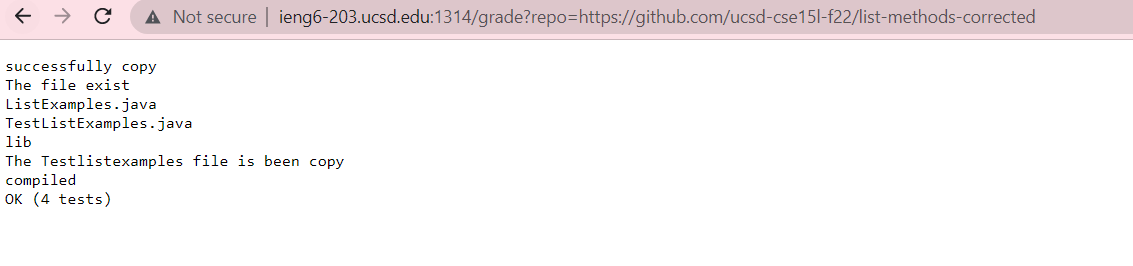 Not secure | ieng6-203.ucsd.edu:1314/grade?repo=https://github.com/ucsd-cse15l-f22/list-methods-corrected
successfully copy
The file exist
ListExamples.java
TestListExamples.java
lib
The Testlistexamples file is been copy
compiled
OK (4 tests)